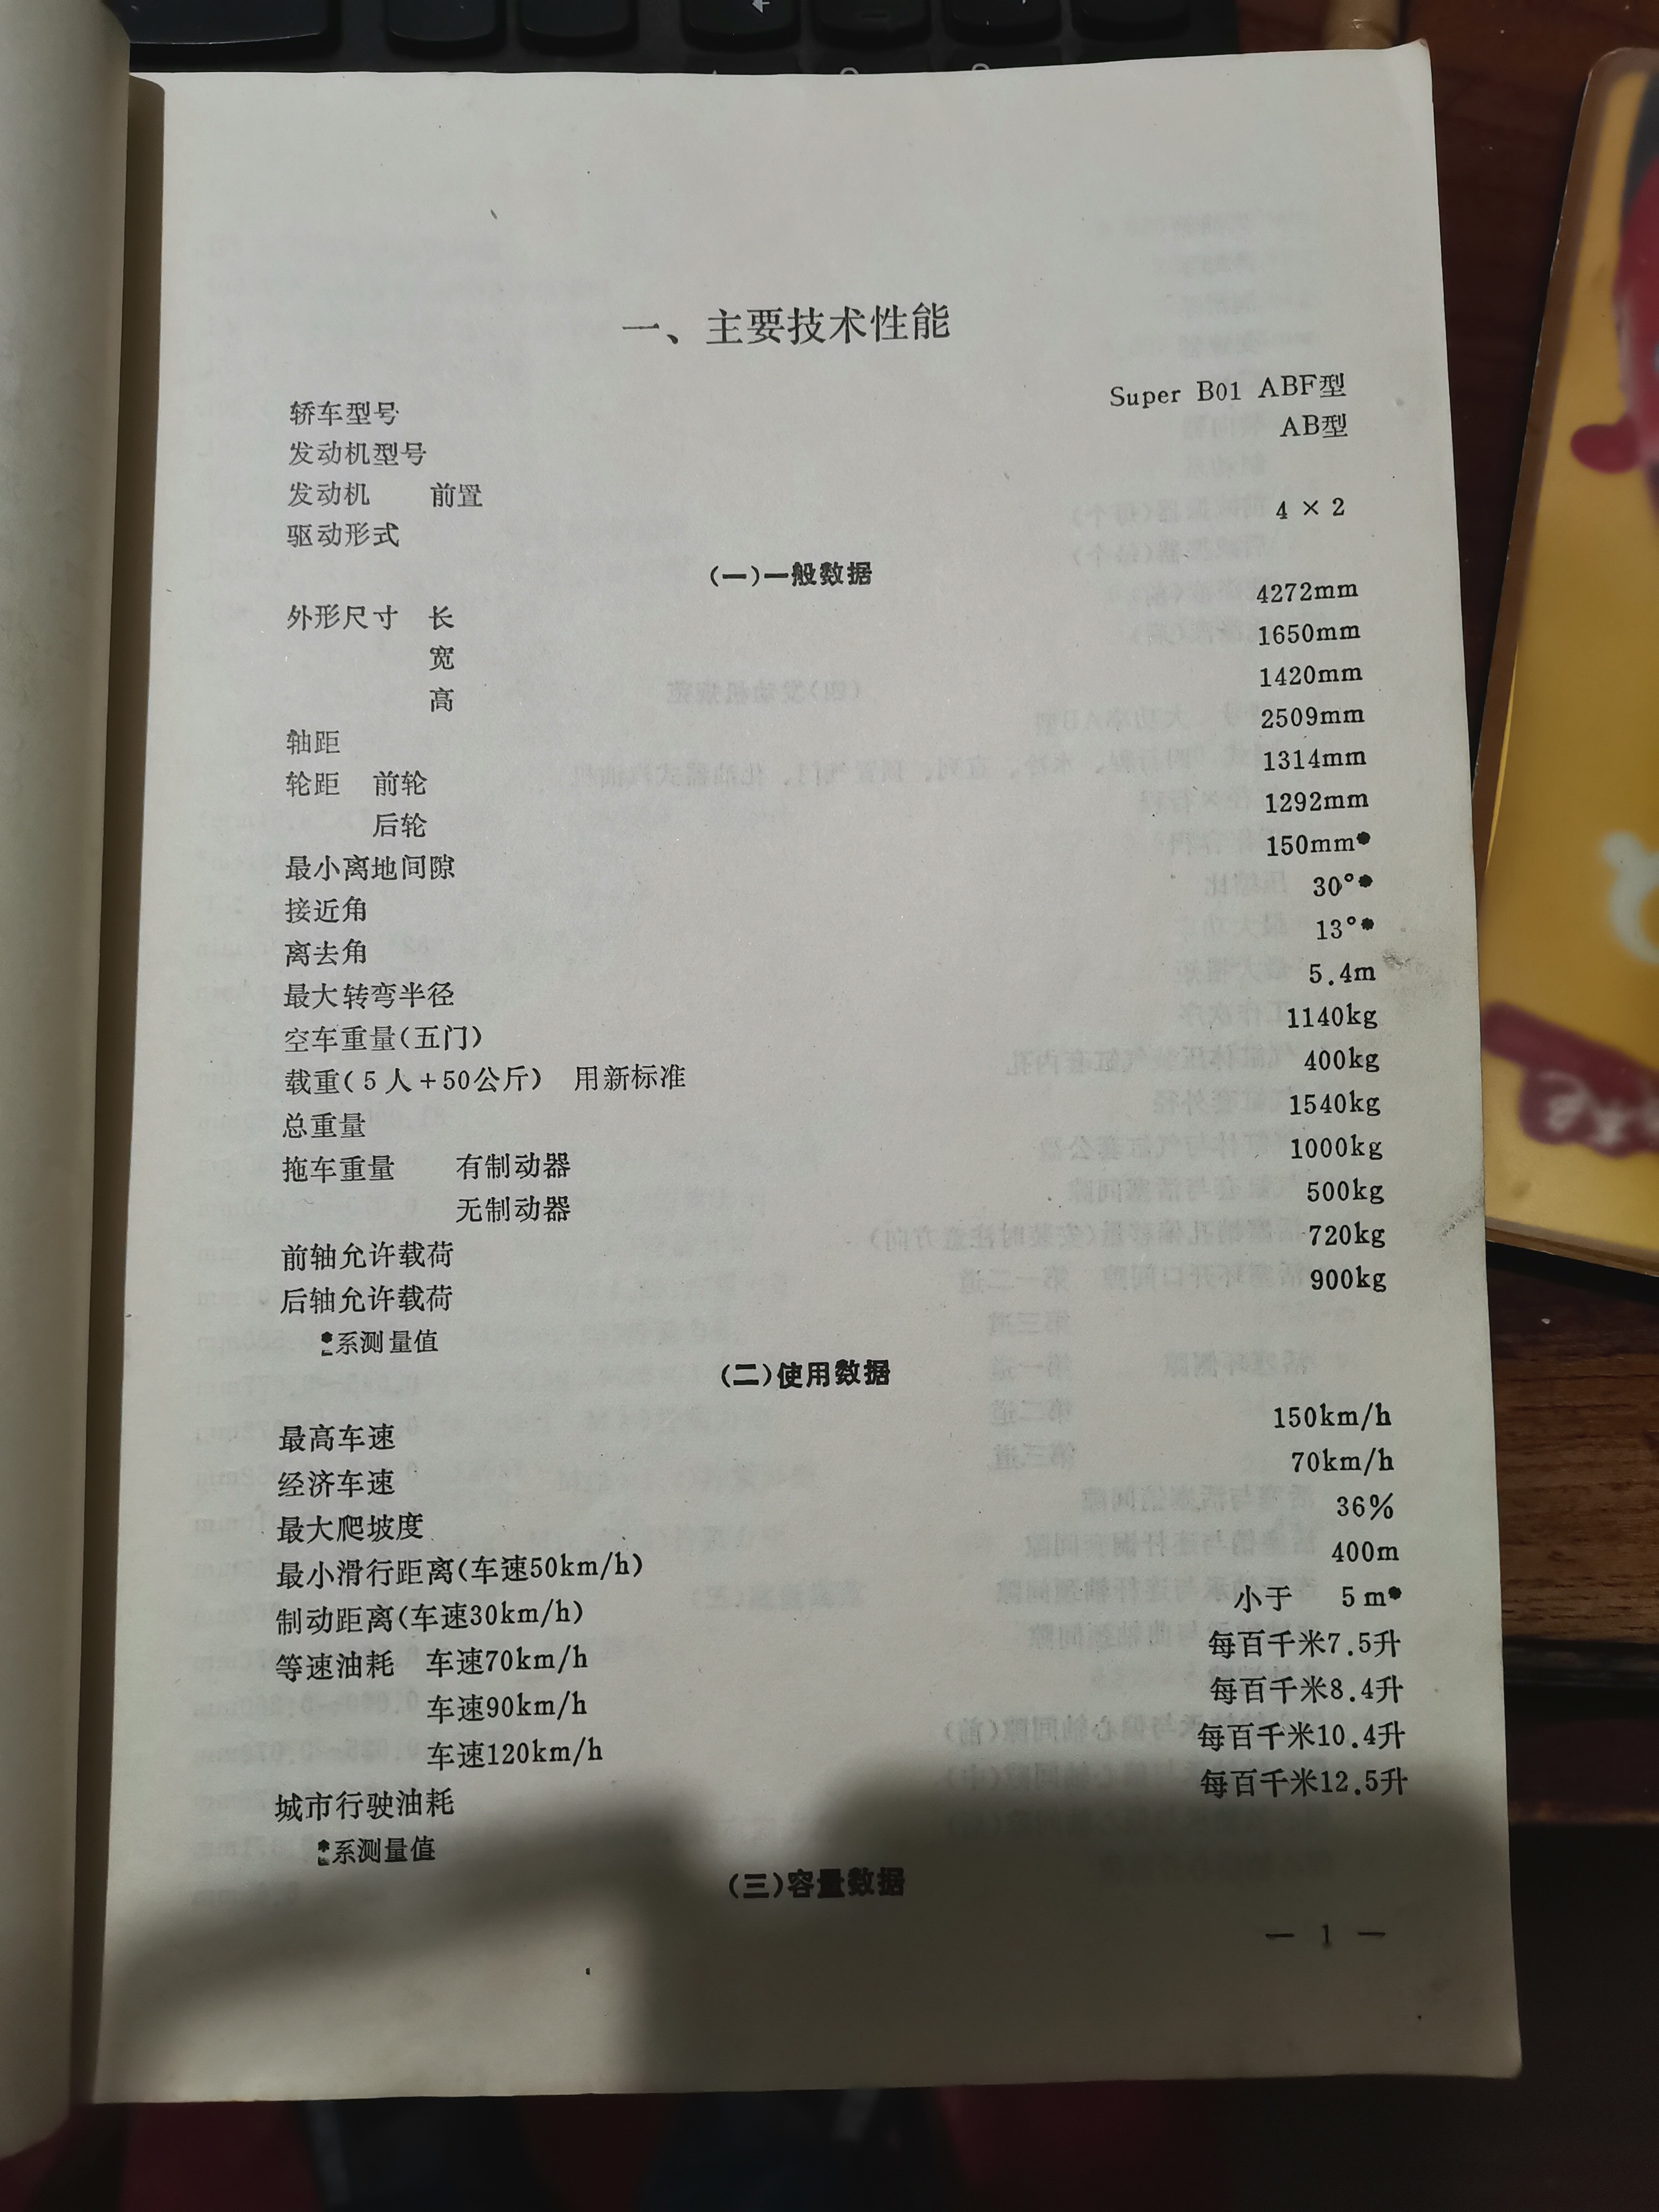 一、主要技术性能
轿车型号 Super B01 ABF型
发动机型号 AB型
发动机 前置
驱动形式 4×2
(一)一般数据
外形尺寸 长 4272mm
宽 1650mm
高 1420mm
轴距 2509mm
轮距 前轮 1314mm
后轮 1292mm
最小离地间隙 150mm*
接近角 30°*
离去角 13°*
最大转弯半径 5.4m
空车重量(五门) 1140kg
载重(5人+50公斤) 用新标准 400kg
总重量 1540kg
拖车重量 有制动器 1000kg
无制动器 500kg
前轴允许载荷 720kg
后轴允许载荷 900kg
*系测量值
(二)使用数据
最高车速 150km/h
经济车速 70km/h
最大爬坡度 36%
最小滑行距离(车速50km/h) 400m
制动距离(车速30km/h) 小于 5m*
等速油耗 车速70km/h 每百千米7.5升
车速90km/h 每百千米8.4升
车速120km/h 每百千米10.4升
城市行驶油耗 每百千米12.5升
*系测量值
(三)容量数据
— 1 —